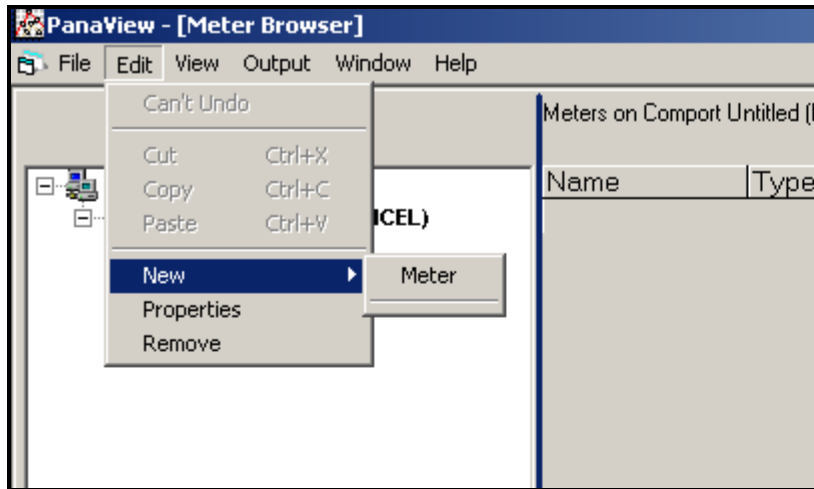 PanaView - [Meter Browser]
File Edit View Output Window Help
Can't Undo
Cut Ctrl+X
Copy Ctrl+C
Paste Ctrl+V
New
Properties
Remove
Meter
ICEL)
Meters on Comport Untitled (
Name Type